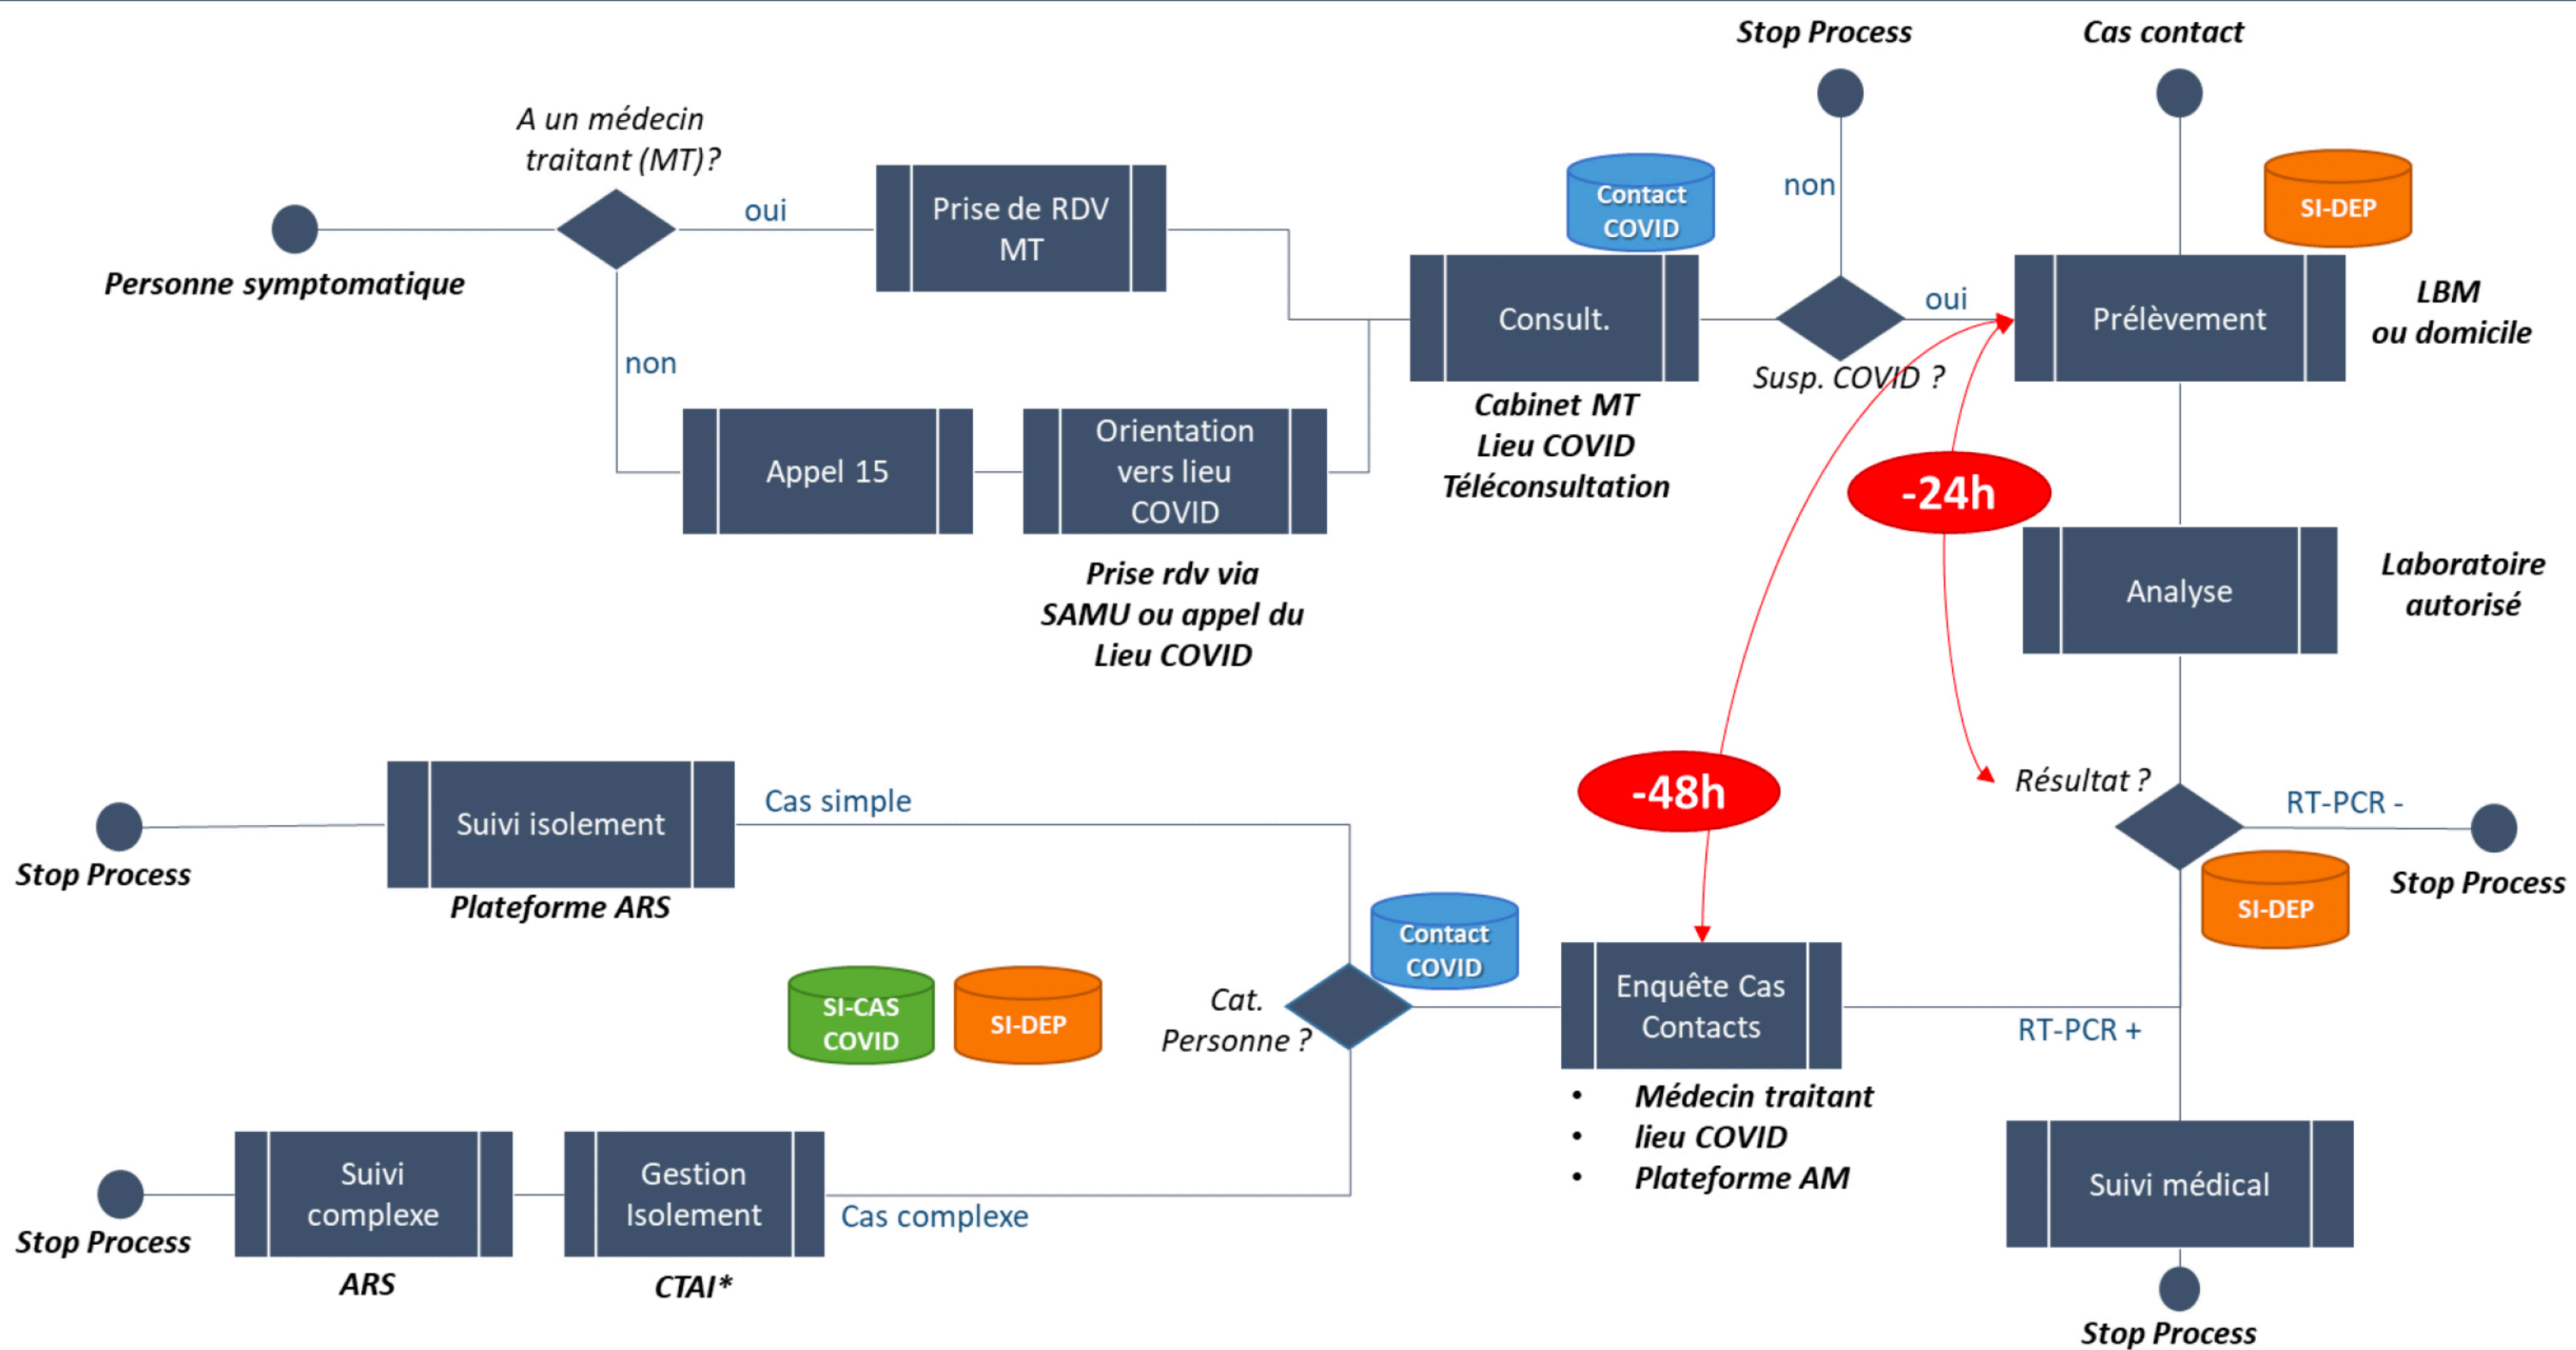 Stop Process
Cas contact
A un médecin
traitant (MT)?
oui
Prise de RDV
MT
Contact
COVID
non
SI-DEP
Personne symptomatique
Consult.
oui
Prélèvement
LBM
ou domicile
non
Susp. COVID ?
Cabinet MT
Lieu COVID
Téléconsultation
Appel 15
Orientation
vers lieu
COVID
-24h
Prise rdv via
SAMU ou appel du
Lieu COVID
Analyse
Laboratoire
autorisé
Suivi isolement
Cas simple
-48h
Résultat ?
RT-PCR -
Stop Process
Plateforme ARS
Stop Process
SI-DEP
Contact
COVID
SI-CAS
COVID
SI-DEP
Cat.
Personne ?
Enquête Cas
Contacts
RT-PCR +
• Médecin traitant
• lieu COVID
• Plateforme AM
Suivi
complexe
Gestion
Isolement
Cas complexe
Suivi médical
Stop Process
ARS
CTAI*
Stop Process